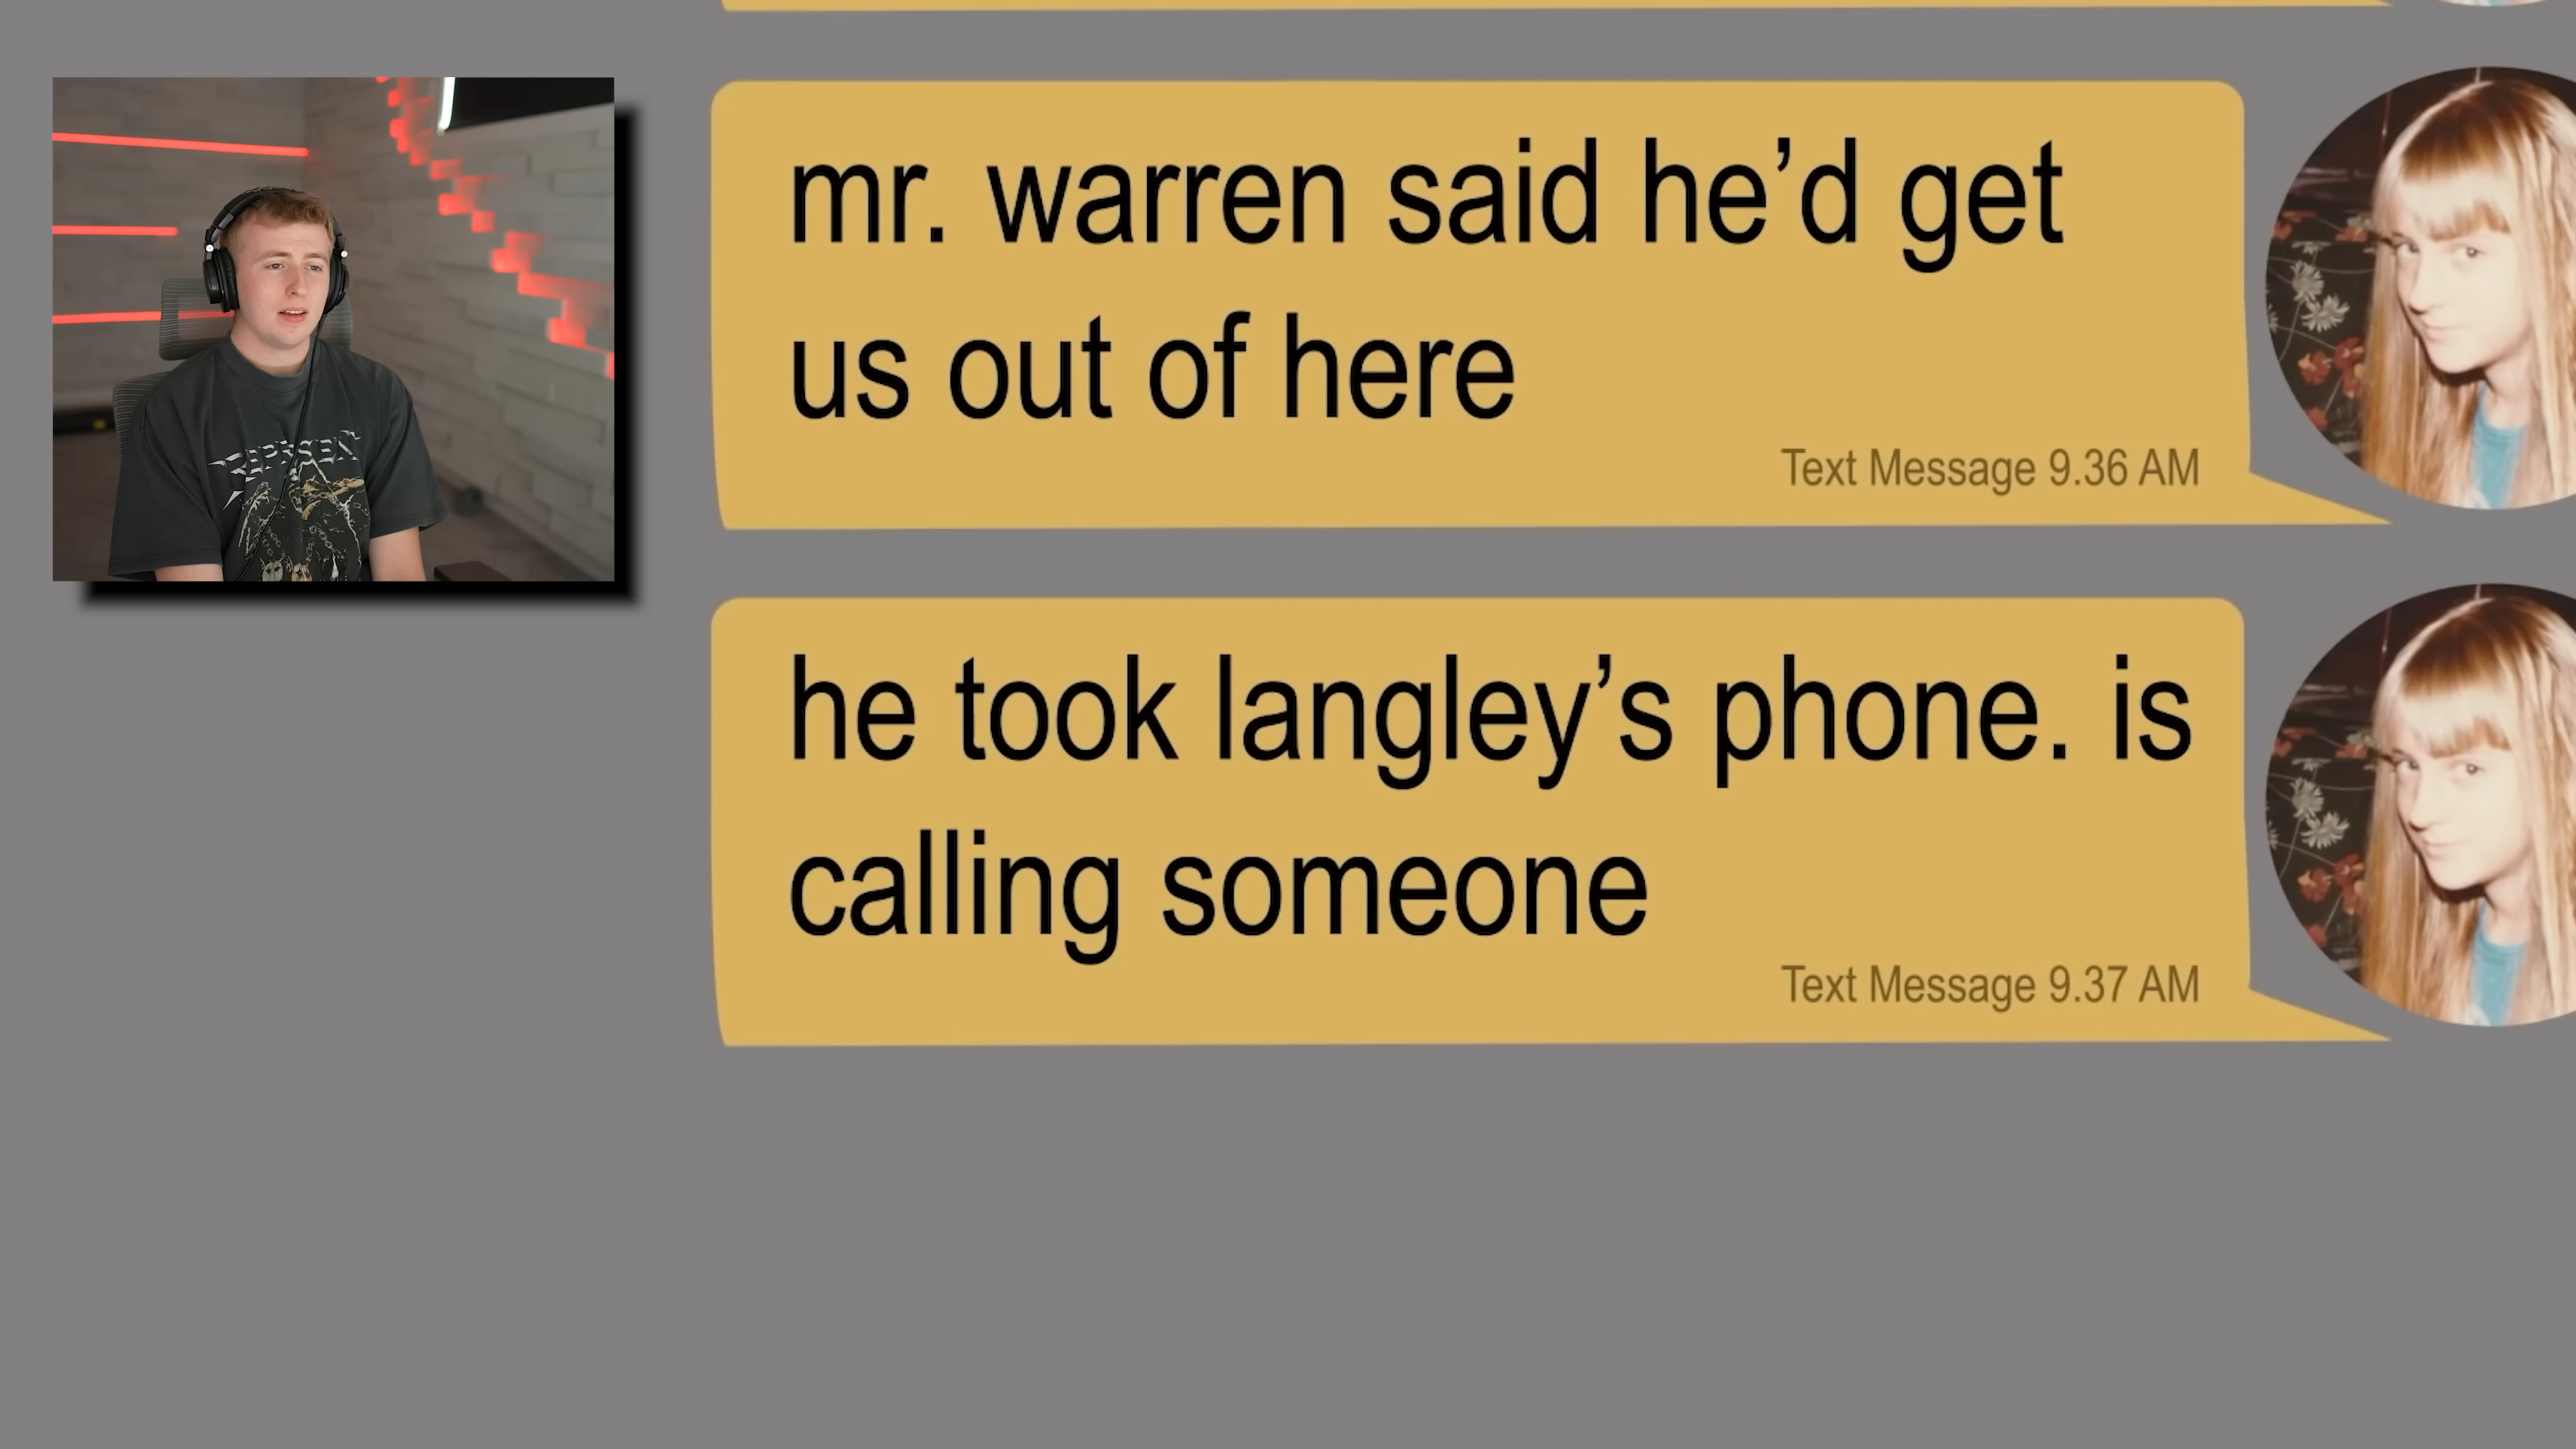 REPRESENT
mr. warren said he’d get
us out of here
Text Message 9.36 AM
he took langley’s phone. is
calling someone
Text Message 9.37 AM